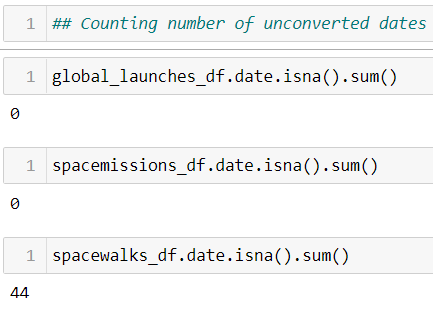 1 ## Counting number of unconverted dates
1 global_launches_df.date.isna().sum()
0
1 spacemissions_df.date.isna().sum()
0
1 spacewalks_df.date.isna().sum()
44